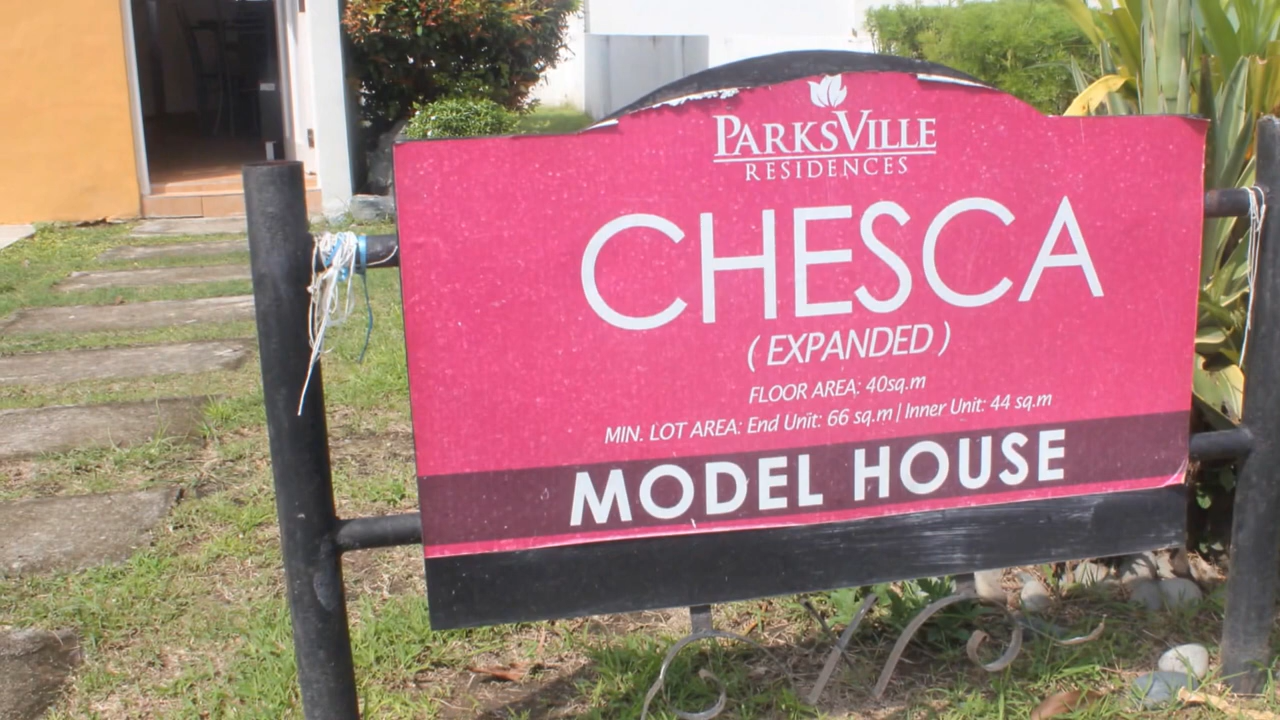 PARKSVILLE
RESIDENCES
CHESCA
( EXPANDED )
FLOOR AREA: 40sq.m
MIN. LOT AREA: End Unit: 66 sq.m | Inner Unit: 44 sq.m
MODEL HOUSE